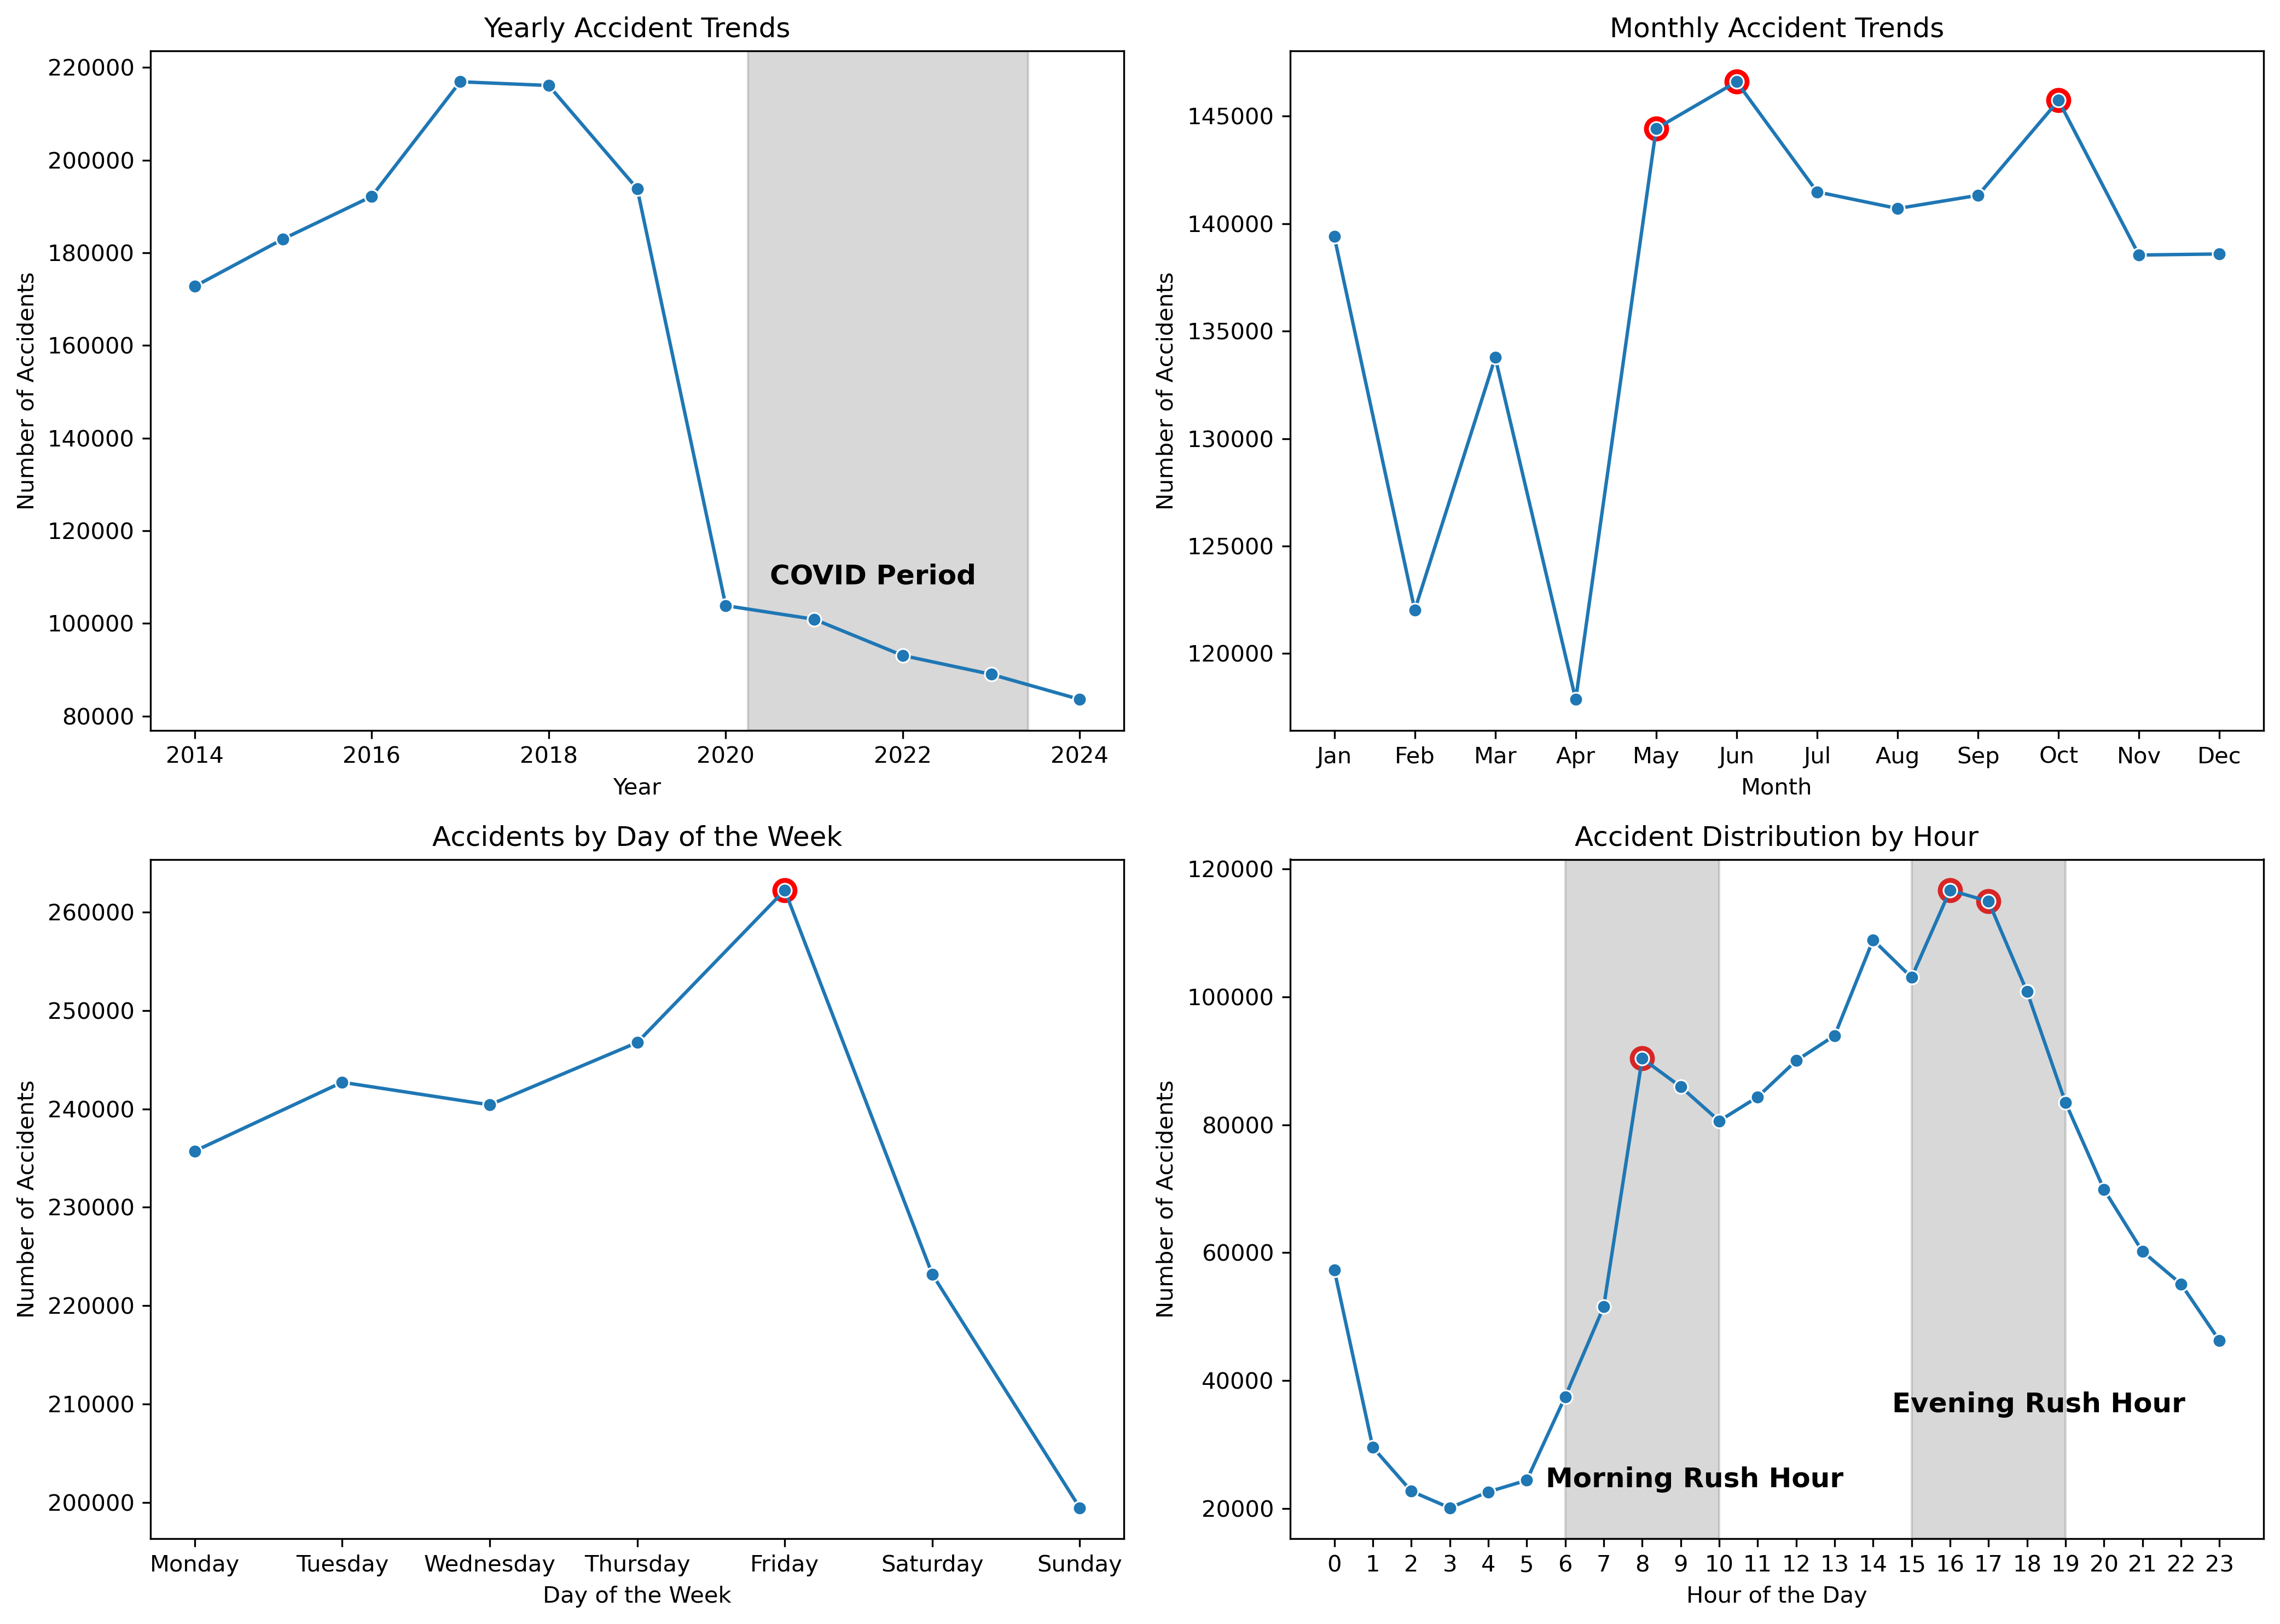 Yearly Accident Trends
220000
200000
180000
160000
140000
120000
100000
80000
Number of Accidents
COVID Period
2014 2016 2018 2020 2022 2024
Year
Monthly Accident Trends
145000
140000
135000
130000
125000
120000
Number of Accidents
Jan Feb Mar Apr May Jun Jul Aug Sep Oct Nov Dec
Month
Accidents by Day of the Week
260000
250000
240000
230000
220000
210000
200000
Number of Accidents
Monday Tuesday Wednesday Thursday Friday Saturday Sunday
Day of the Week
Accident Distribution by Hour
120000
100000
80000
60000
40000
20000
Number of Accidents
Evening Rush Hour
Morning Rush Hour
0 1 2 3 4 5 6 7 8 9 10 11 12 13 14 15 16 17 18 19 20 21 22 23
Hour of the Day